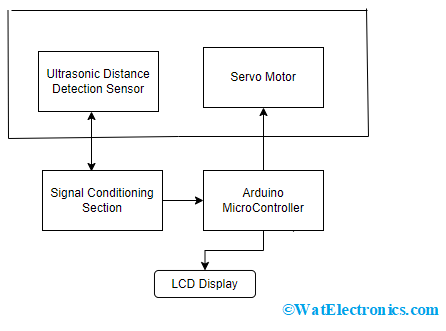 Ultrasonic Distance
Detection Sensor
Servo Motor
Signal Conditioning
Section
Arduino
MicroController
LCD Display
©WatElectronics.com